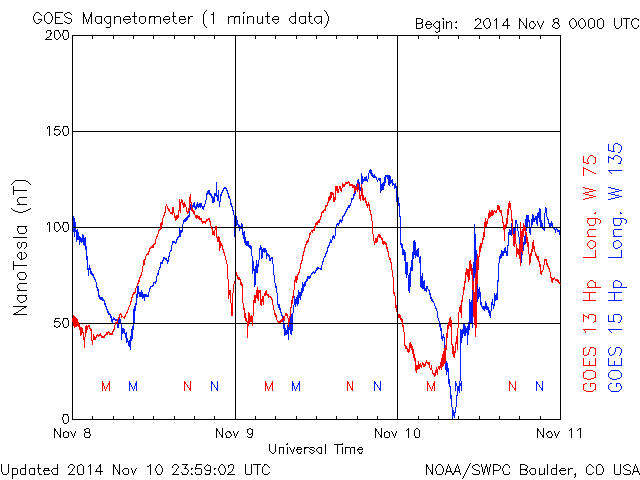 GOES Magnetometer (1 minute data)
Begin: 2014 Nov 8 0000 UTC
200
150
100
50
0
NanoTesla (nT)
M M N N M M N N M M N N
Nov 8 Nov 9 Nov 10 Nov 11
Universal Time
GOES 13 Hp Long. W 75
GOES 15 Hp Long. W 135
Updated 2014 Nov 10 23:59:02 UTC
NOAA/SWPC Boulder, CO USA